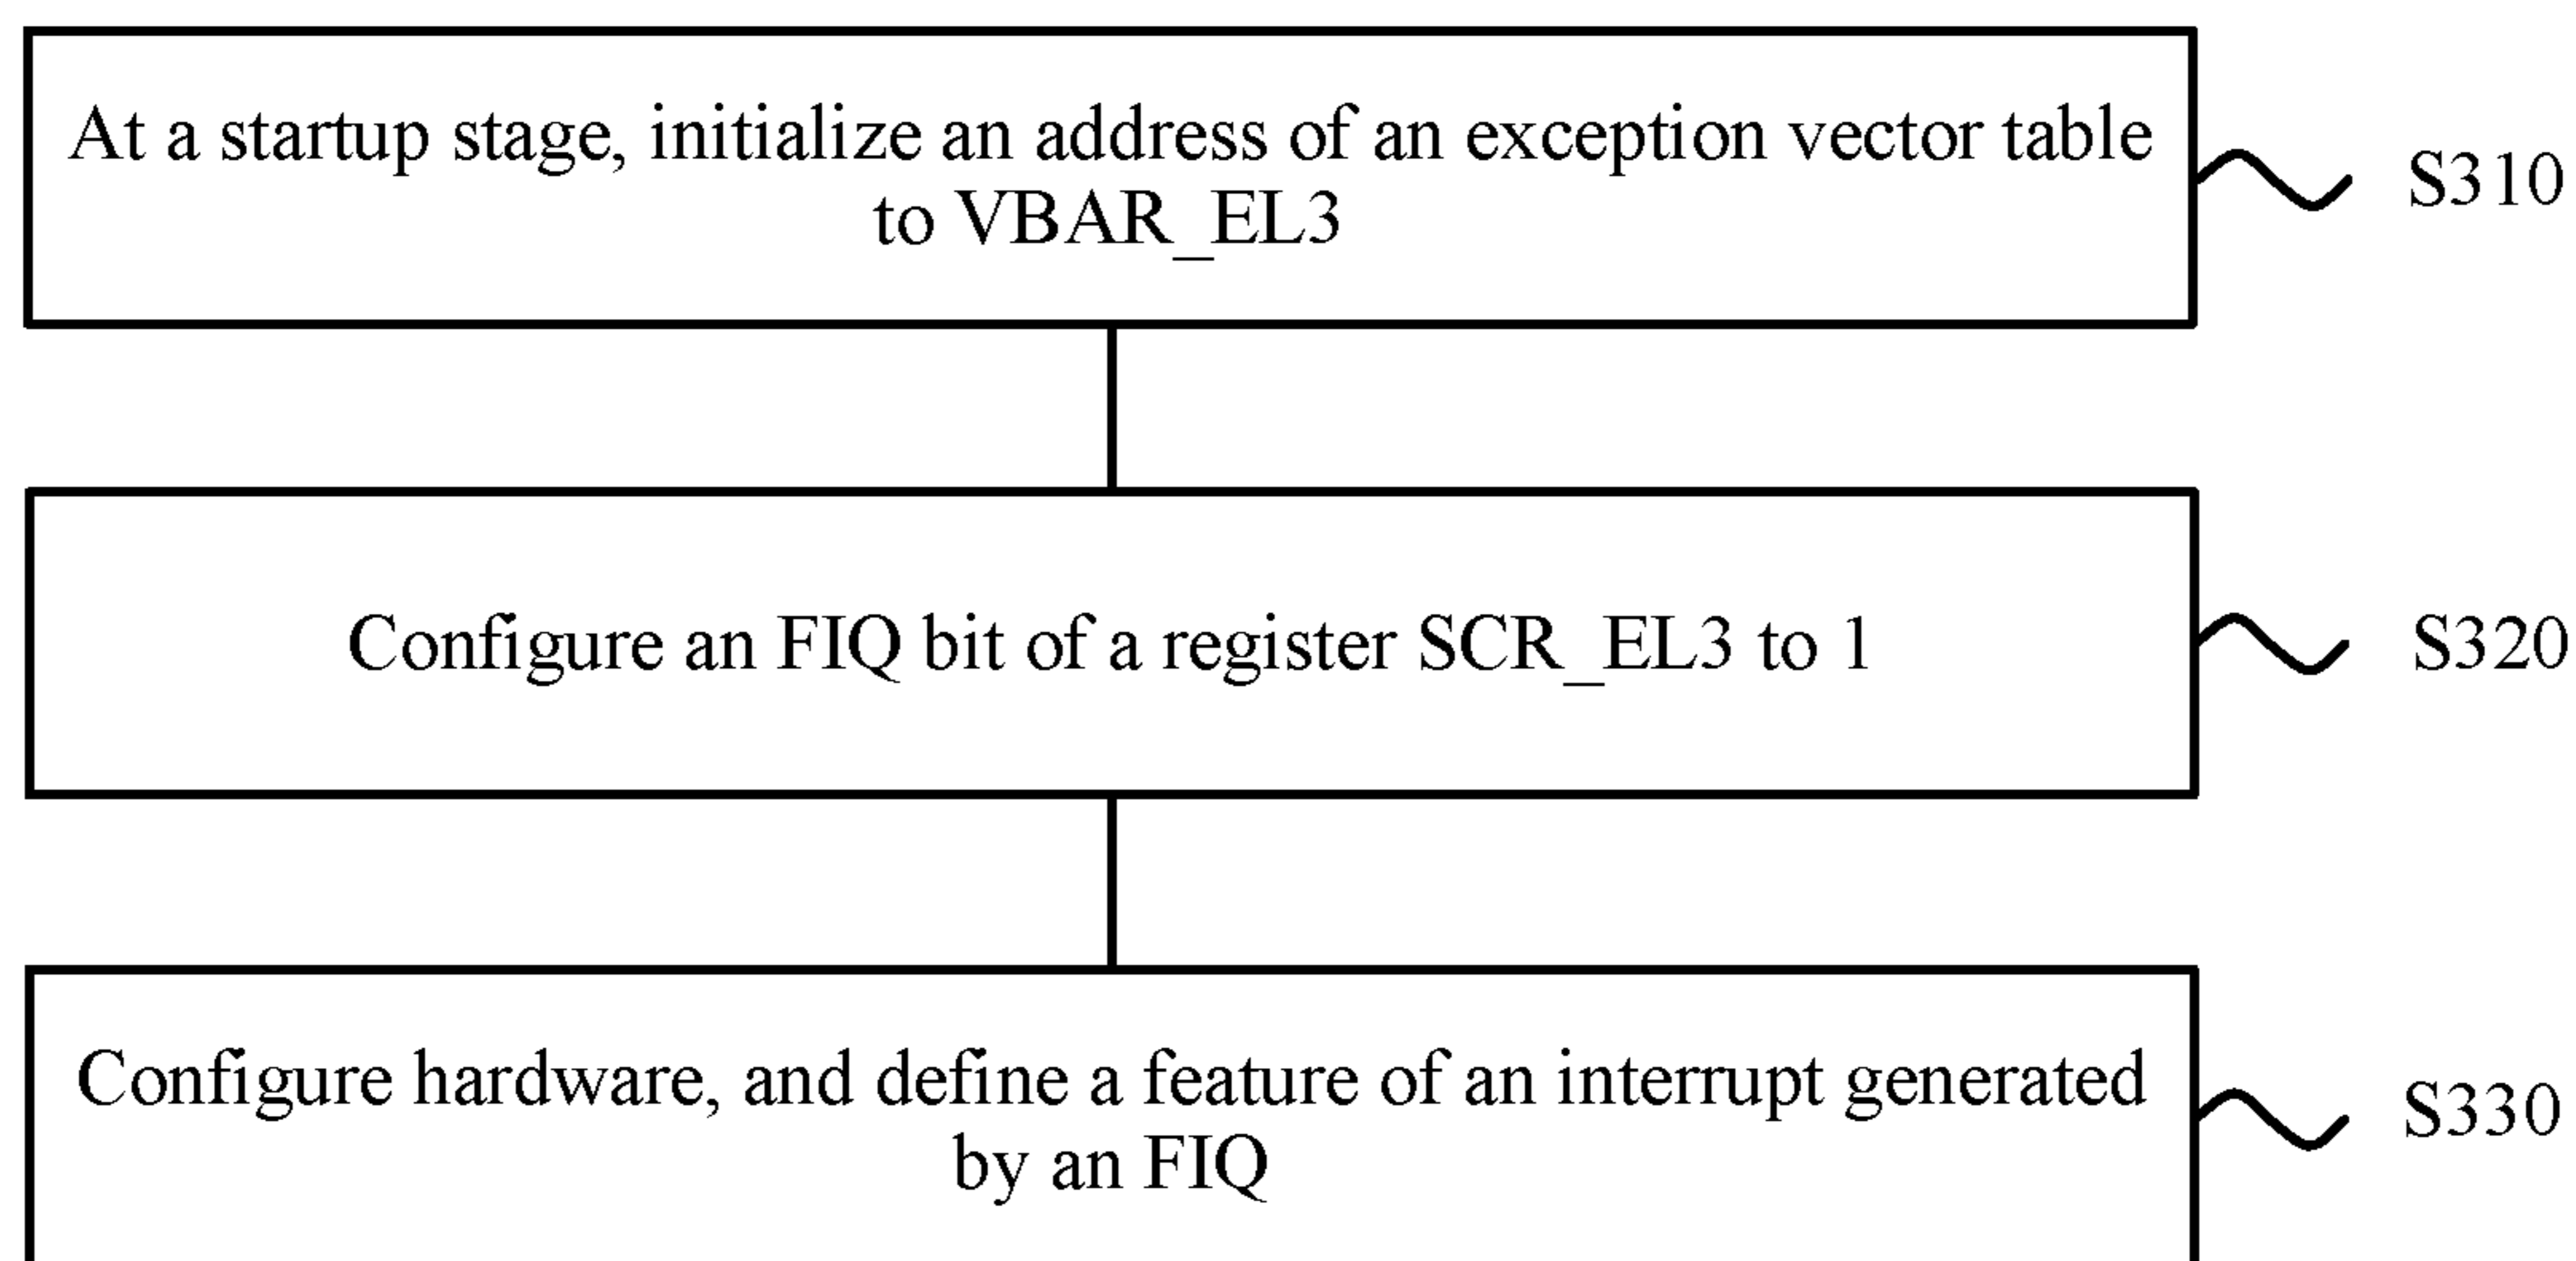 At a startup stage, initialize an address of an exception vector table
to VBAR_EL3
S310
Configure an FIQ bit of a register SCR_EL3 to 1
S320
Configure hardware, and define a feature of an interrupt generated
by an FIQ
S330